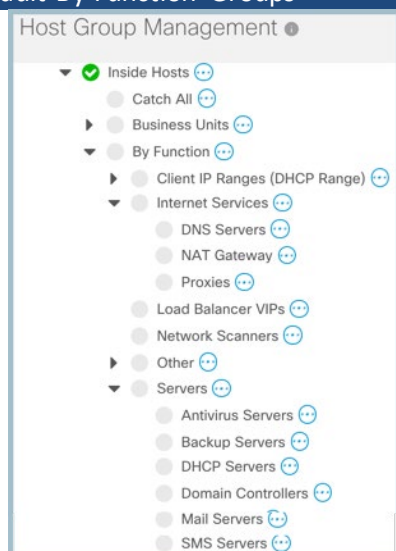 Host Group Management
Inside Hosts
Catch All
Business Units
By Function
Client IP Ranges (DHCP Range)
Internet Services
DNS Servers
NAT Gateway
Proxies
Load Balancer VIPs
Network Scanners
Other
Servers
Antivirus Servers
Backup Servers
DHCP Servers
Domain Controllers
Mail Servers
SMS Servers